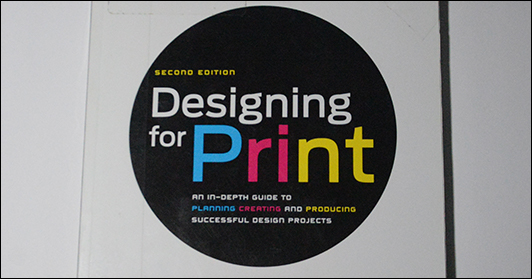 SECOND EDITION
Designing
for Print
AN IN-DEPTH GUIDE TO
PLANNING CREATING AND PRODUCING
SUCCESSFUL DESIGN PROJECTS